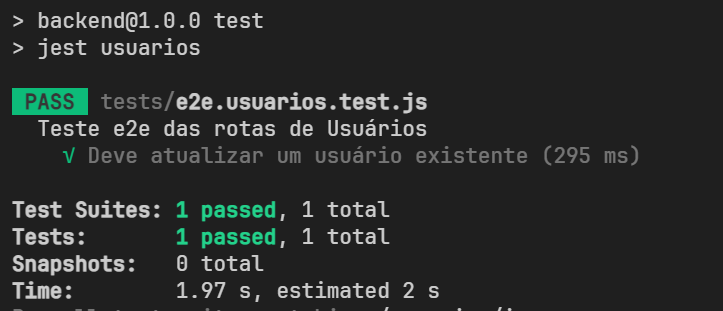 > backend@1.0.0 test
> jest usuarios
PASS tests/e2e.usuarios.test.js
Teste e2e das rotas de Usuários
√ Deve atualizar um usuário existente (295 ms)
Test Suites: 1 passed, 1 total
Tests: 1 passed, 1 total
Snapshots: 0 total
Time: 1.97 s, estimated 2 s